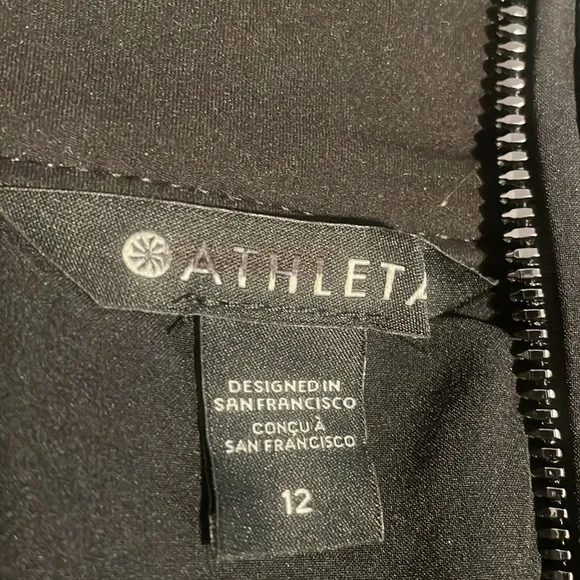 ATHLETA
DESIGNED IN
SAN FRANCISCO
CONÇU À
SAN FRANCISCO
12